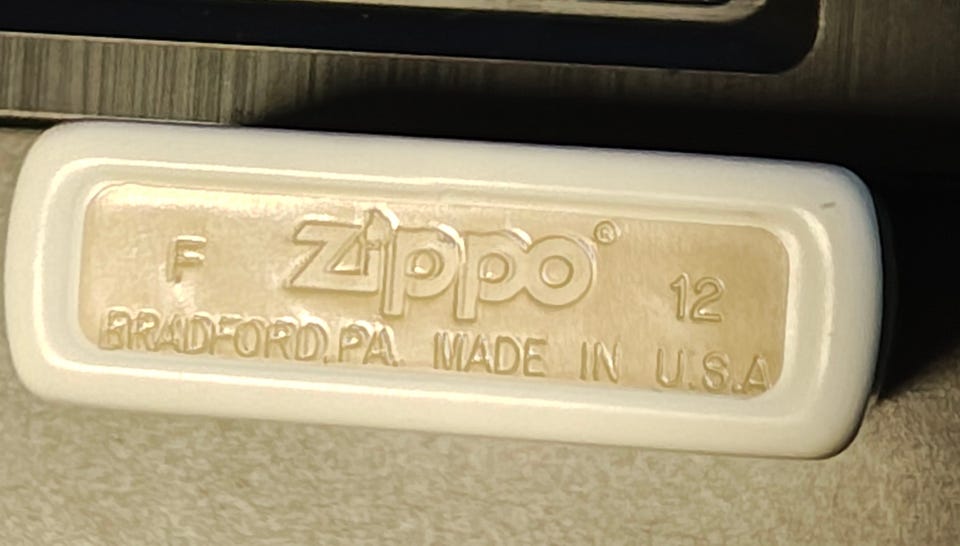 F Zippo® 12
BRADFORD,PA. MADE IN U.S.A